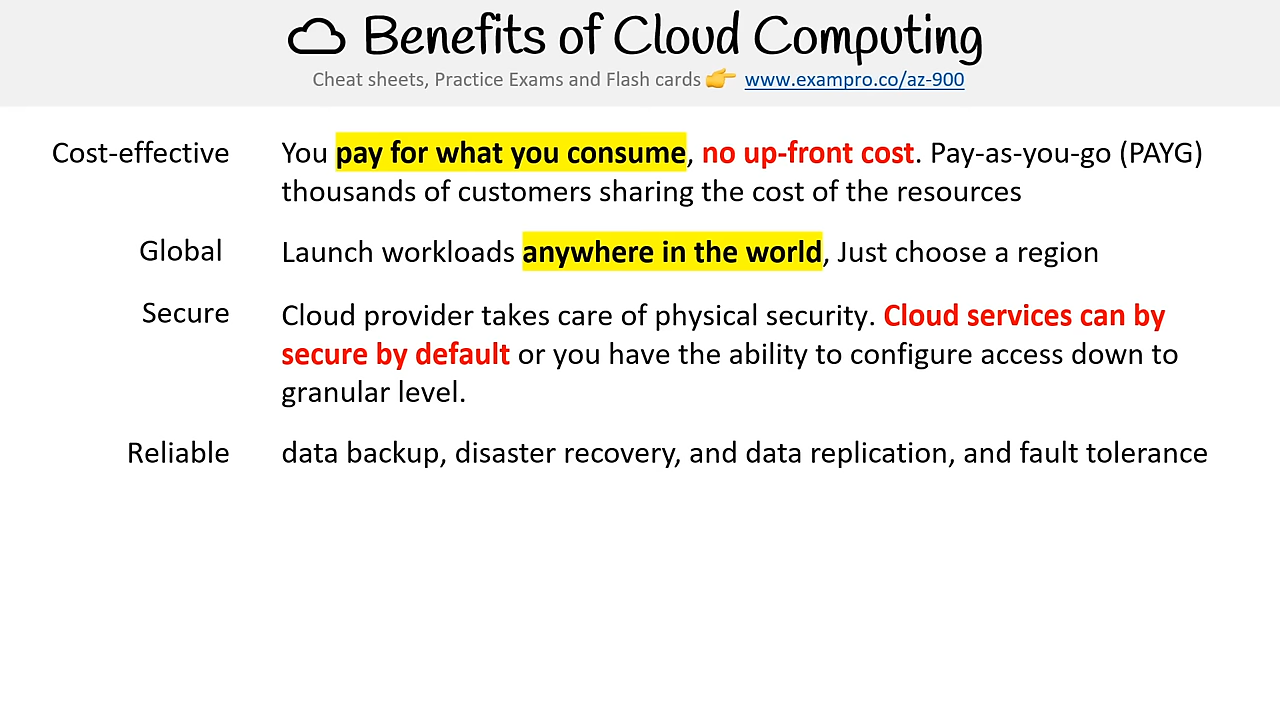 Benefits of Cloud Computing
Cheat sheets, Practice Exams and Flash cards 👉 www.exampro.co/az-900
Cost-effective
You pay for what you consume, no up-front cost. Pay-as-you-go (PAYG)
thousands of customers sharing the cost of the resources
Global
Launch workloads anywhere in the world, Just choose a region
Secure
Cloud provider takes care of physical security. Cloud services can by
secure by default or you have the ability to configure access down to
granular level.
Reliable
data backup, disaster recovery, and data replication, and fault tolerance